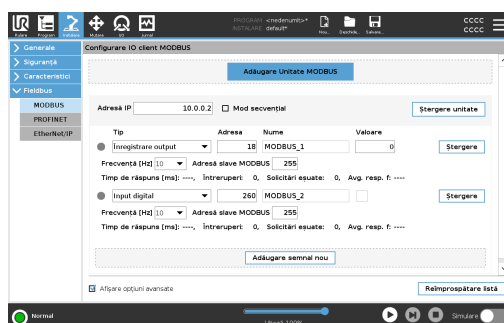 PROGRAM <nedenumit>*
INSTALARE default*
Nou... Deschide... Salvare...
CCCC
CCCC
Rulare Program Instalare Mutare I/O Jurnal
Generale
Configurare IO client MODBUS
Siguranță
Caracteristici
Fieldbus
MODBUS
PROFINET
EtherNet/IP
Adăugare Unitate MODBUS
Adresă IP 10.0.0.2 Mod secvențial Ștergere unitate
Tip Adresa Nume Valoare
Înregistrare output 18 MODBUS_1 0 Ștergere
Frecvență [Hz] 10 Adresă slave MODBUS 255
Timp de răspuns [ms]: ----, Întreruperi: 0, Solicitări eșuate: 0, Avg. resp. f: ----
Input digital 260 MODBUS_2 Ștergere
Frecvență [Hz] 10 Adresă slave MODBUS 255
Timp de răspuns [ms]: ----, Întreruperi: 0, Solicitări eșuate: 0, Avg. resp. f: ----
Adăugare semnal nou
Afișare opțiuni avansate Reîmprospătare listă
Normal
Viteză 100%
Simulare